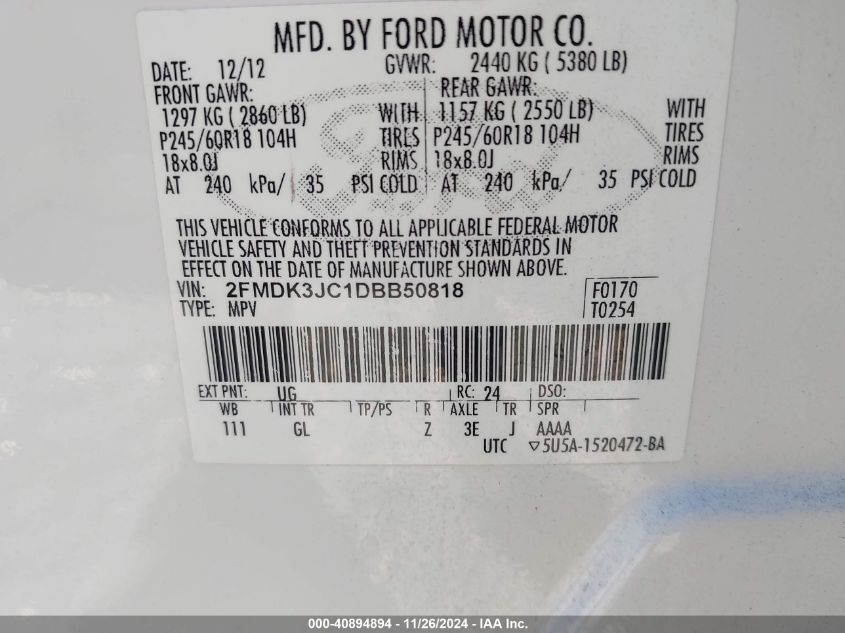 MFD. BY FORD MOTOR CO.
DATE: 12/12 GVWR: 2440 KG ( 5380 LB)
FRONT GAWR: REAR GAWR:
1297 KG ( 2860 LB) WITH 1157 KG ( 2550 LB) WITH
P245/60R18 104H TIRES P245/60R18 104H TIRES
18x8.0J RIMS 18x8.0J RIMS
AT 240 kPa/ 35 PSI COLD AT 240 kPa/ 35 PSI COLD
THIS VEHICLE CONFORMS TO ALL APPLICABLE FEDERAL MOTOR
VEHICLE SAFETY AND THEFT PREVENTION STANDARDS IN
EFFECT ON THE DATE OF MANUFACTURE SHOWN ABOVE.
VIN: 2FMDK3JC1DBB50818 F0170
TYPE: MPV T0254
EXT PNT: UG RC: 24 DSO:
WB INT TR TP/PS R AXLE TR SPR
111 GL Z 3E J AAAA
UTC ▽5U5A-1520472-BA
000-40894894 - 11/26/2024 - IAA Inc.